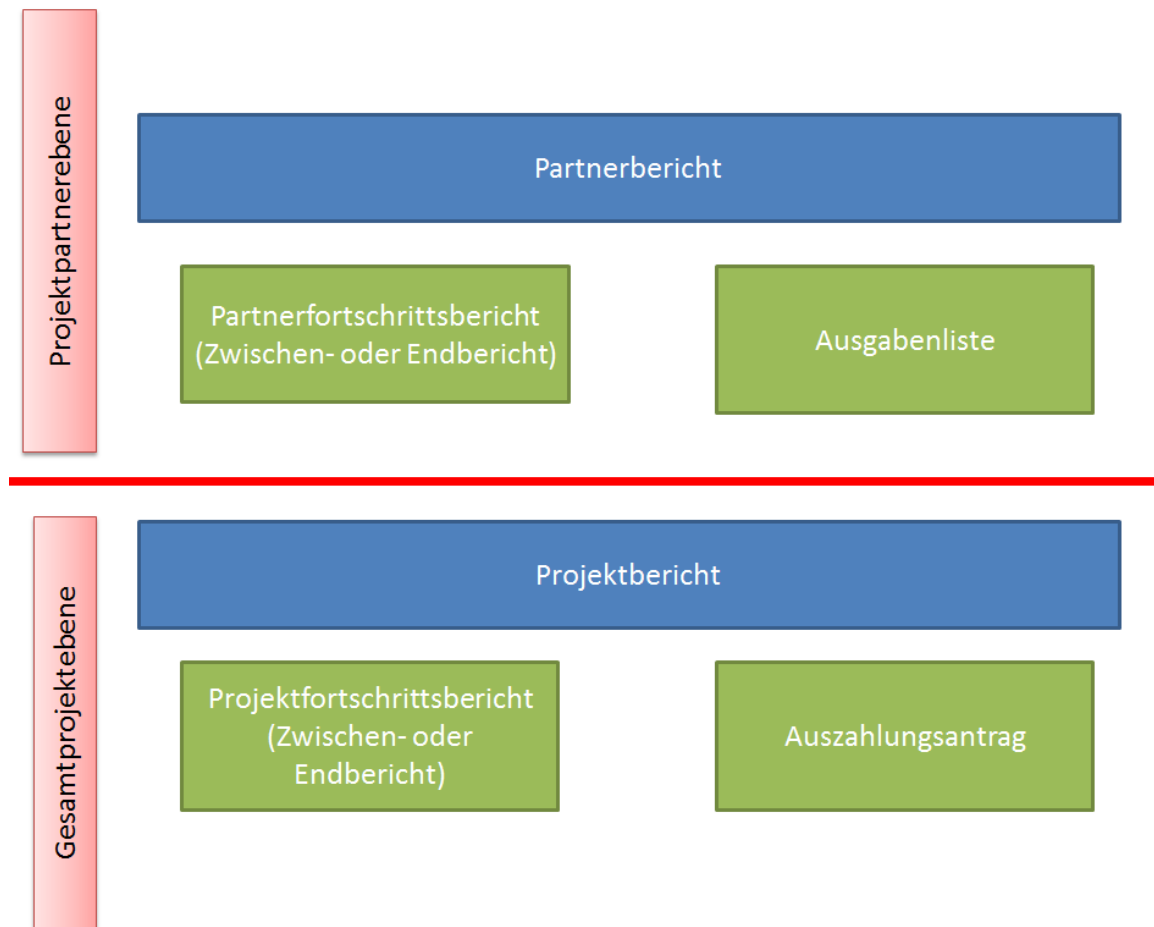 Projektpartnerebene
Partnerbericht
Partnerfortschrittsbericht
(Zwischen- oder Endbericht)
Ausgabenliste
Gesamtprojektebene
Projektbericht
Projektfortschrittsbericht
(Zwischen- oder
Endbericht)
Auszahlungsantrag